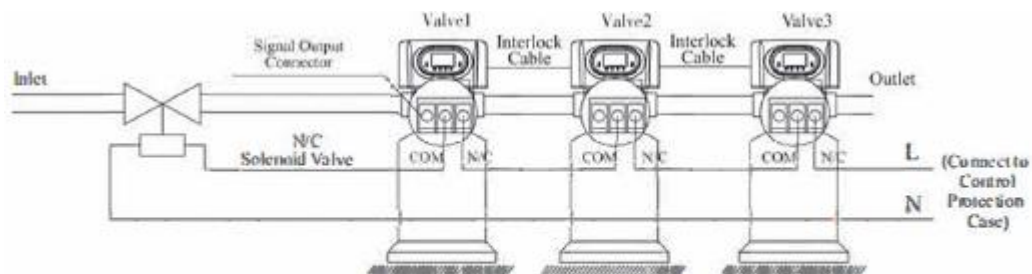 Valve1
Valve2
Valve3
Signal Output
Connector
Interlock
Cable
Interlock
Cable
Inlet
Outlet
N/C
Solenoid Valve
COM
N/C
COM
N/C
COM
N/C
L
N
(Connect to
Control
Protection
Case)